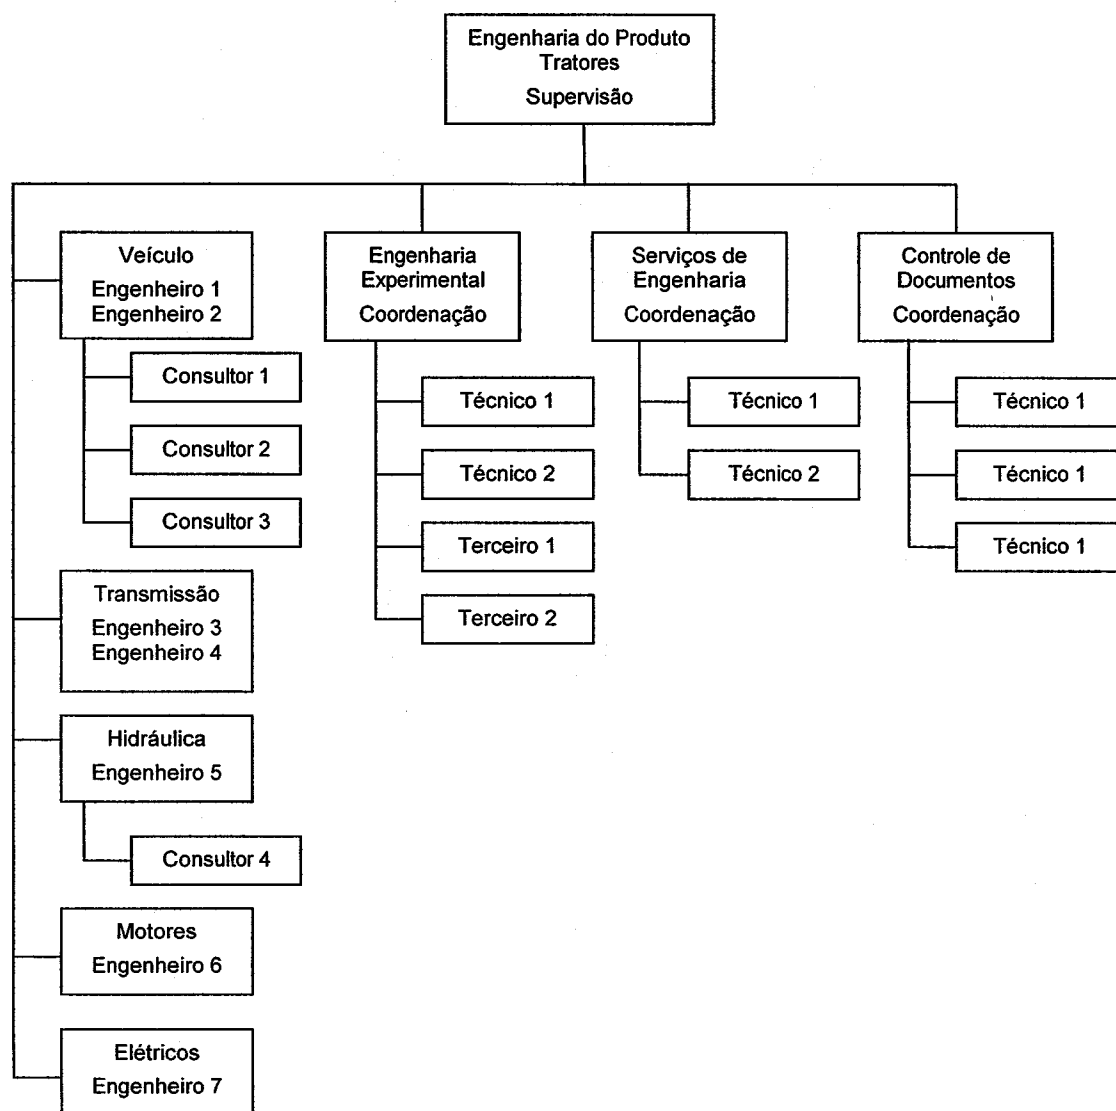 Engenharia do Produto
Tratores
Supervisão
Veículo
Engenheiro 1
Engenheiro 2
Consultor 1
Consultor 2
Consultor 3
Transmissão
Engenheiro 3
Engenheiro 4
Hidráulica
Engenheiro 5
Consultor 4
Motores
Engenheiro 6
Elétricos
Engenheiro 7
Engenharia
Experimental
Coordenação
Técnico 1
Técnico 2
Terceiro 1
Terceiro 2
Serviços de
Engenharia
Coordenação
Técnico 1
Técnico 2
Controle de
Documentos
Coordenação
Técnico 1
Técnico 1
Técnico 1